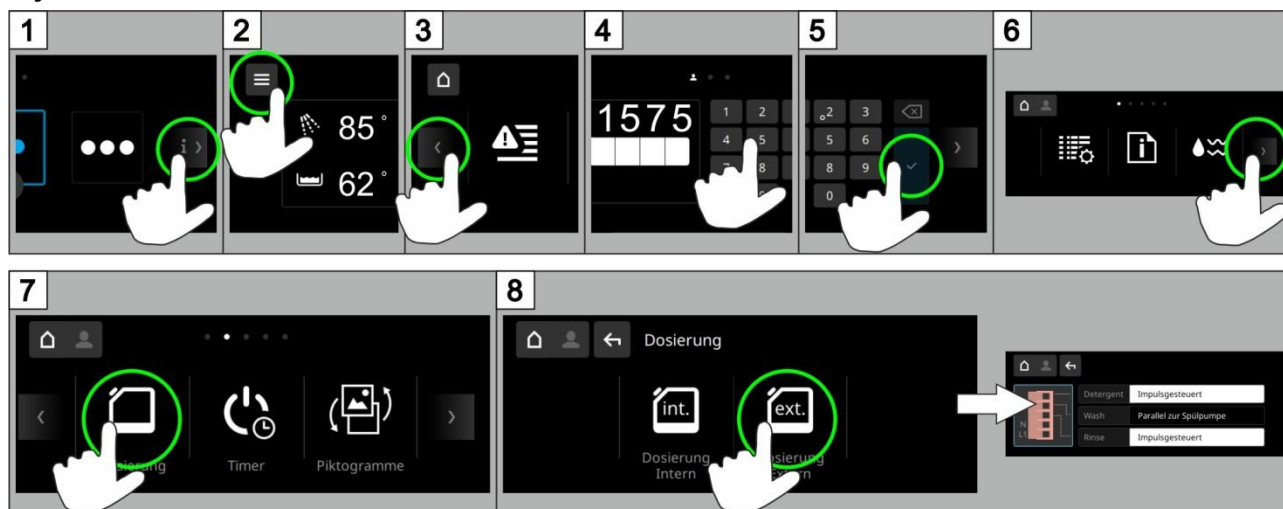 1
2
3
4
5
6
i
85°
62°
1575
1 2
4 5
8
2 3
5 6
8 9
0
7
8
Timer
Piktogramme
Dosierung
int.
ext.
Dosierung
Intern
Detergent Impulsgesteuert
Wash Parallel zur Spülpumpe
Rinse Impulsgesteuert
N
L1